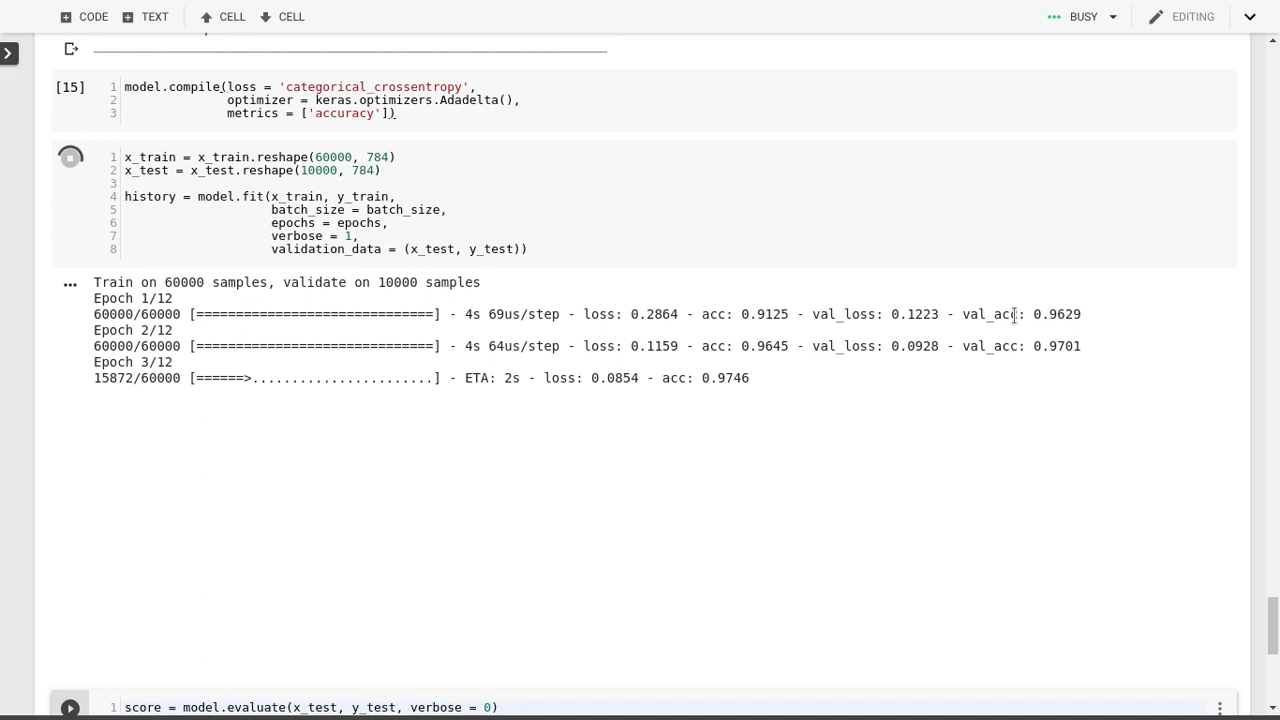 CODE TEXT CELL CELL BUSY EDITING
[15] 1 model.compile(loss = 'categorical_crossentropy',
2 optimizer = keras.optimizers.Adadelta(),
3 metrics = ['accuracy'])
1 x_train = x_train.reshape(60000, 784)
2 x_test = x_test.reshape(10000, 784)
3
4 history = model.fit(x_train, y_train,
5 batch_size = batch_size,
6 epochs = epochs,
7 verbose = 1,
8 validation_data = (x_test, y_test))
Train on 60000 samples, validate on 10000 samples
Epoch 1/12
60000/60000 [==============================] - 4s 69us/step - loss: 0.2864 - acc: 0.9125 - val_loss: 0.1223 - val_acc: 0.9629
Epoch 2/12
60000/60000 [==============================] - 4s 64us/step - loss: 0.1159 - acc: 0.9645 - val_loss: 0.0928 - val_acc: 0.9701
Epoch 3/12
15872/60000 [======>.......................] - ETA: 2s - loss: 0.0854 - acc: 0.9746
1 score = model.evaluate(x_test, y_test, verbose = 0)